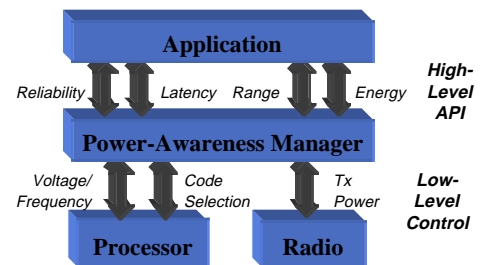 Application
Reliability Latency Range Energy
High-
Level
API
Power-Awareness Manager
Voltage/
Frequency
Code
Selection
Tx
Power
Low-
Level
Control
Processor
Radio